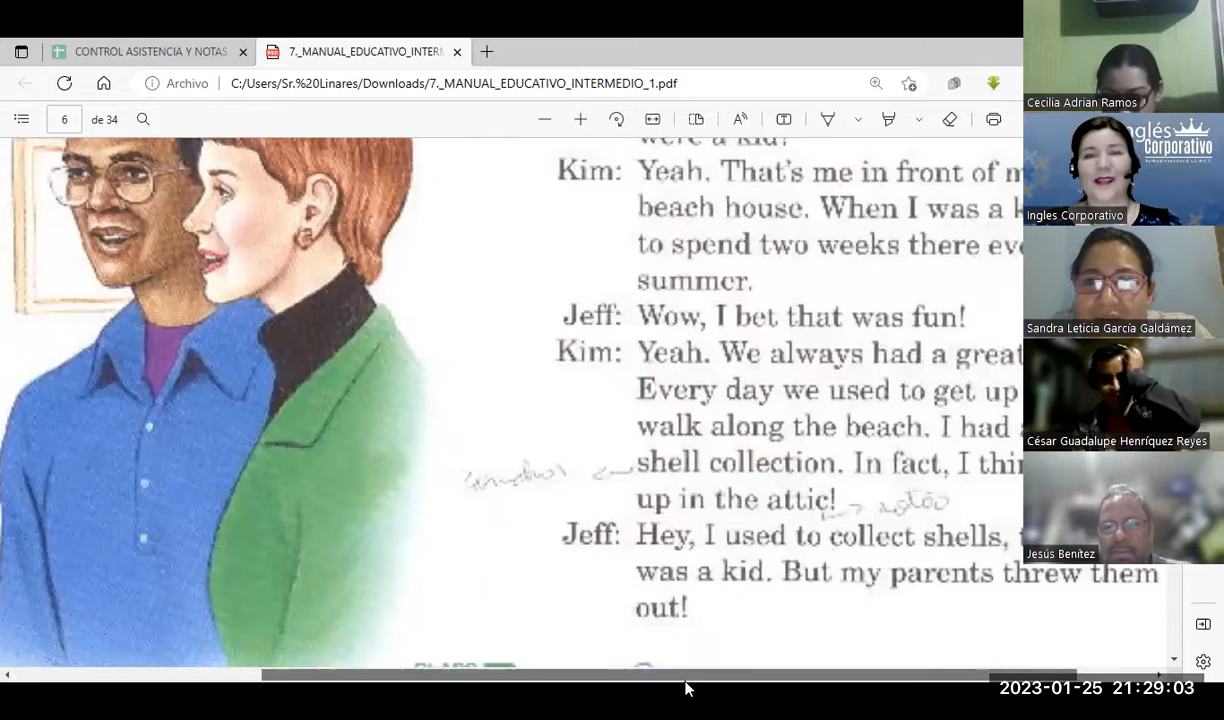 CONTROL ASISTENCIA Y NOTAS
7._MANUAL_EDUCATIVO_INTERM
Archivo
C:/Users/Sr.%20Linares/Downloads/7._MANUAL_EDUCATIVO_INTERMEDIO_1.pdf
6
de 34
were a kid?
Kim: Yeah. That's me in front of m
beach house. When I was a k
to spend two weeks there eve
summer.
Jeff: Wow, I bet that was fun!
Kim: Yeah. We always had a great
Every day we used to get up
walk along the beach. I had
shell collection. In fact, I thin
up in the attic!
Jeff: Hey, I used to collect shells,
was a kid. But my parents threw them
out!
Cecilia Adrian Ramos
Inglés
Corporativo
Ingles Corporativo
Sandra Leticia García Galdámez
César Guadalupe Henríquez Reyes
Jesús Benítez
2023-01-25 21:29:03